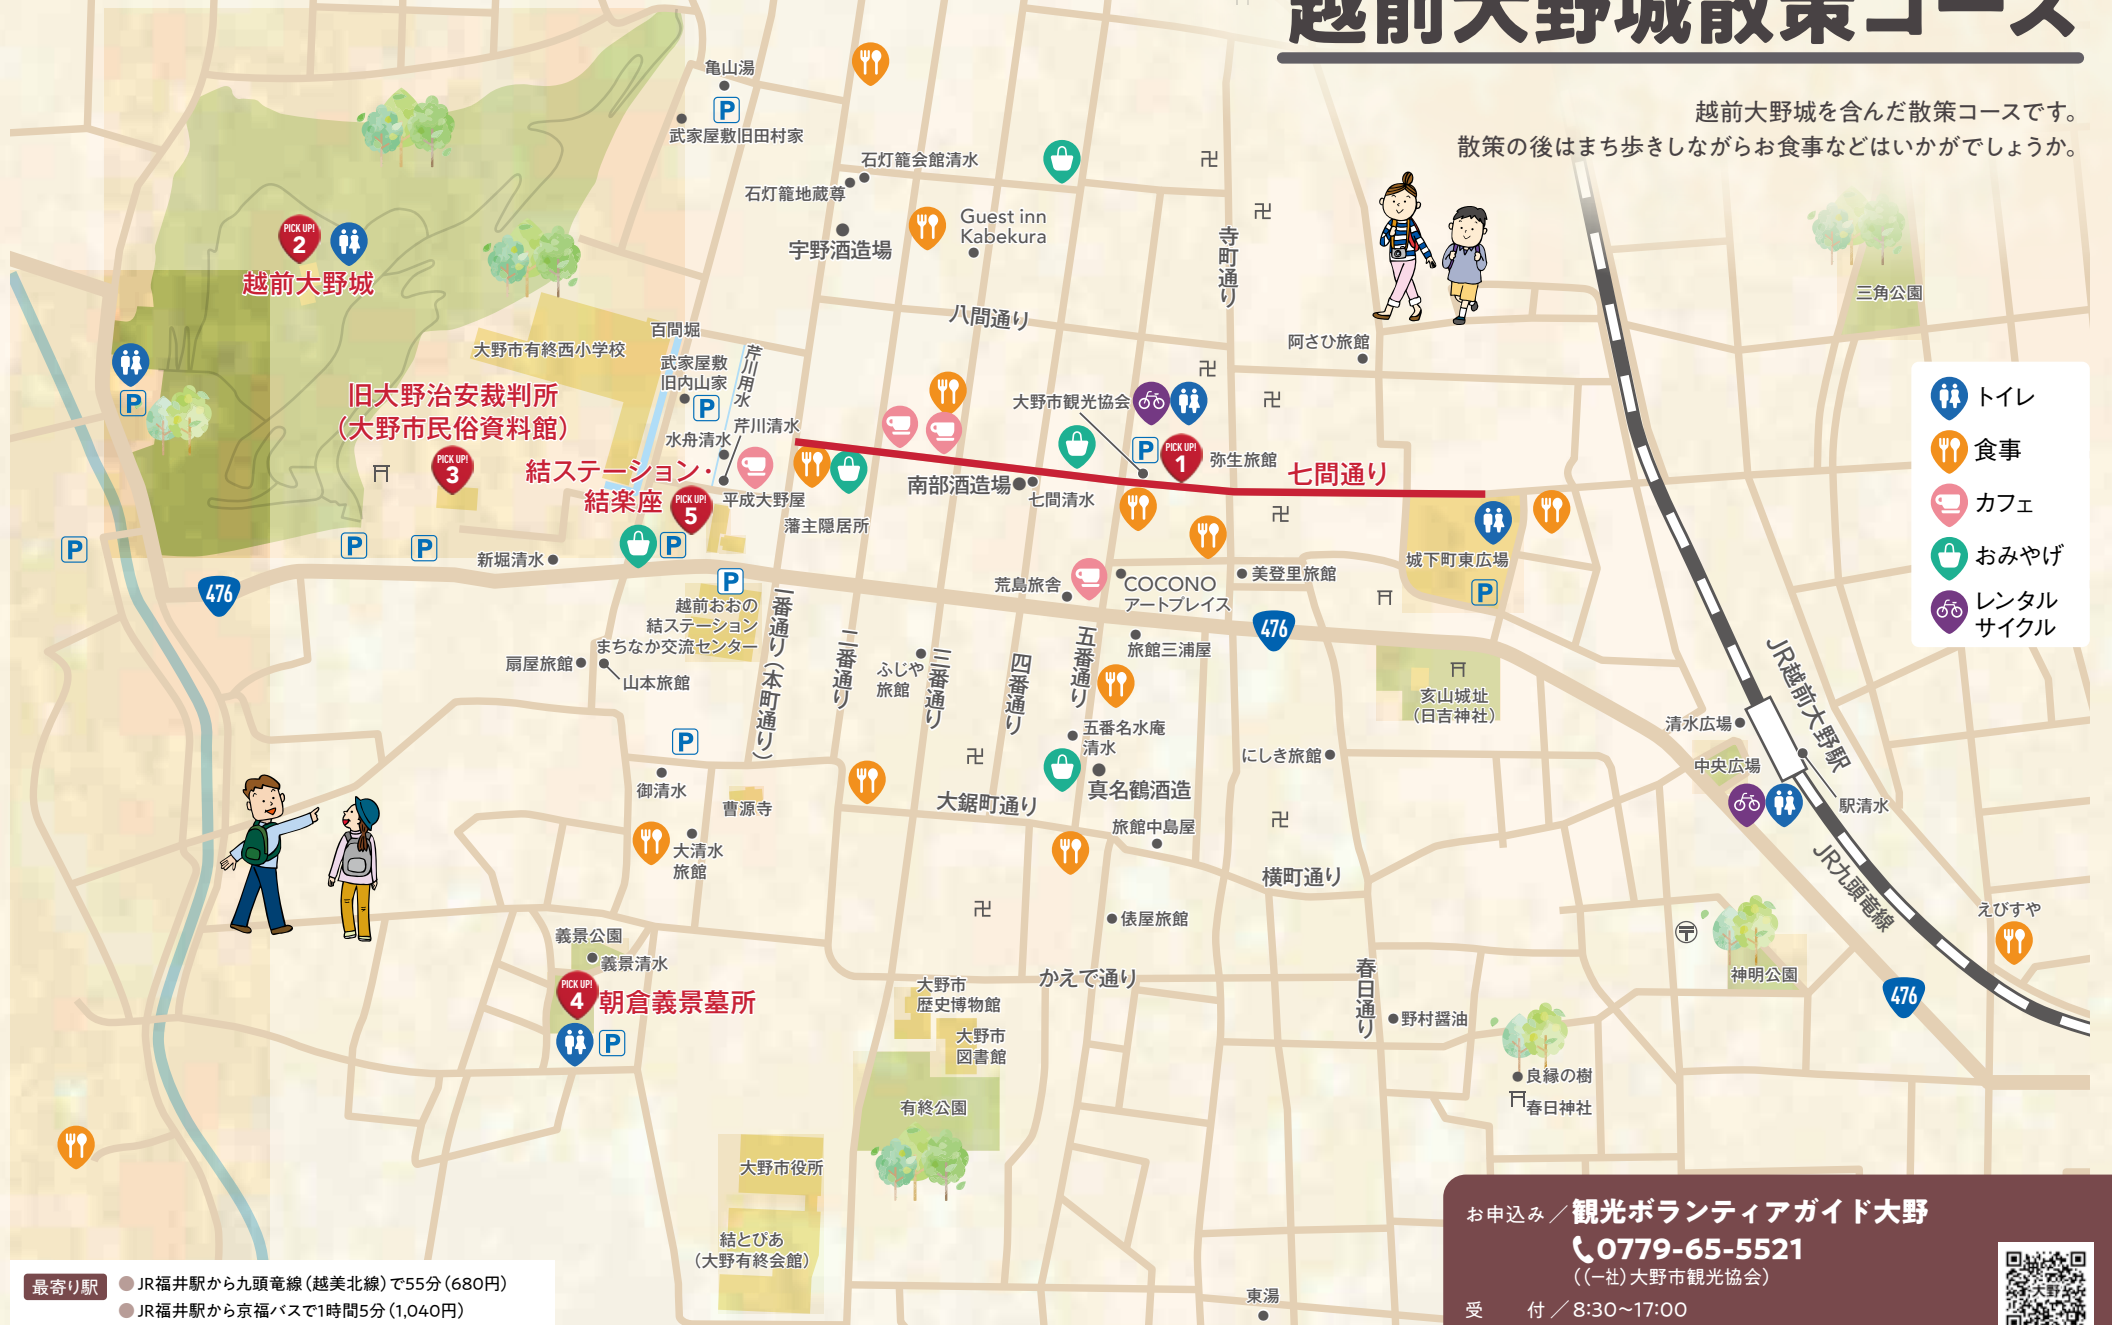 越前大野城散策コース
越前大野城を含んだ散策コースです。
散策の後はまち歩きしながらお食事などはいかがでしょうか。
亀山湯
P
武家屋敷旧田村家
石灯籠会館清水
石灯籠地蔵尊
宇野酒造場
Guest inn
Kabekura
寺町通り
三角公園
PICK UP!
2
越前大野城
八間通り
百間堀
大野市有終西小学校
武家屋敷
旧内山家
P
芹川用水
阿さひ旅館
P
旧大野治安裁判所
（大野市民俗資料館）
PICK UP!
3
水舟清水
芹川清水
大野市観光協会
P
PICK UP!
1
弥生旅館
七間通り
結ステーション・
結楽座
PICK UP!
5
平成大野屋
藩主隠居所
南部酒造場
七間清水
トイレ
食事
カフェ
おみやげ
レンタル
サイクル
P
P
P
新堀清水
P
P
476
荒島旅舎
COCONO
アートプレイス
美登里旅館
城下町東広場
P
476
越前おおの
結ステーション
まちなか交流センター
一番通り（本町通り）
二番通り
ふじや
旅館
三番通り
四番通り
五番通り
旅館三浦屋
扇屋旅館
山本旅館
亥山城址
（日吉神社）
JR越前大野駅
清水広場
中央広場
駅清水
P
五番名水庵
清水
にしき旅館
真名鶴酒造
御清水
曹源寺
大鋸町通り
旅館中島屋
大清水
旅館
横町通り
JR九頭竜線
えびすや
俵屋旅館
義景公園
義景清水
PICK UP!
4
朝倉義景墓所
P
大野市
歴史博物館
かえで通り
春日通り
神明公園
476
野村醤油
大野市
図書館
良縁の樹
春日神社
有終公園
大野市役所
結とぴあ
（大野有終会館）
東湯
最寄り駅
●JR福井駅から九頭竜線（越美北線）で55分（680円）
●JR福井駅から京福バスで1時間5分（1,040円）
お申込み／観光ボランティアガイド大野
0779-65-5521
（（一社）大野市観光協会）
受　付／8:30〜17:00
大野